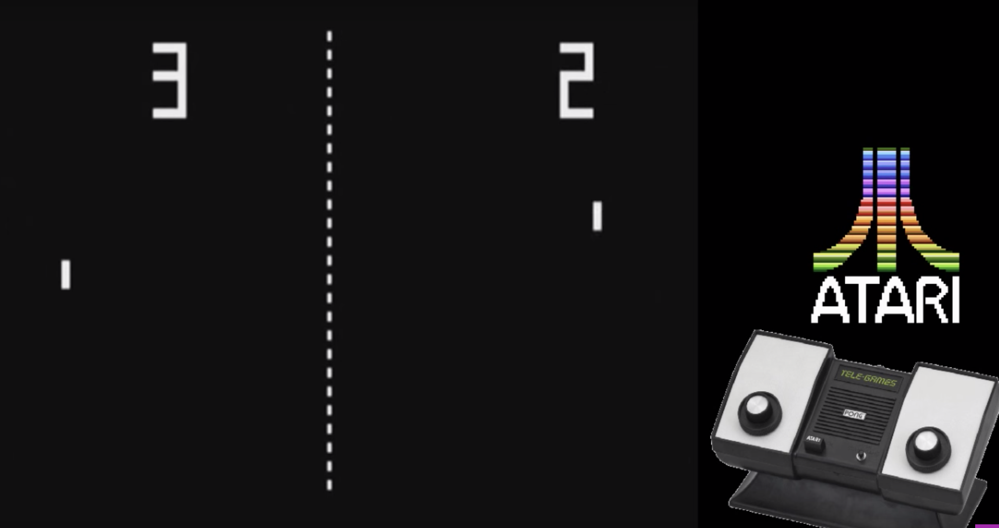 3 2
ATARI
TELE-GAMES
PONG
ATARI